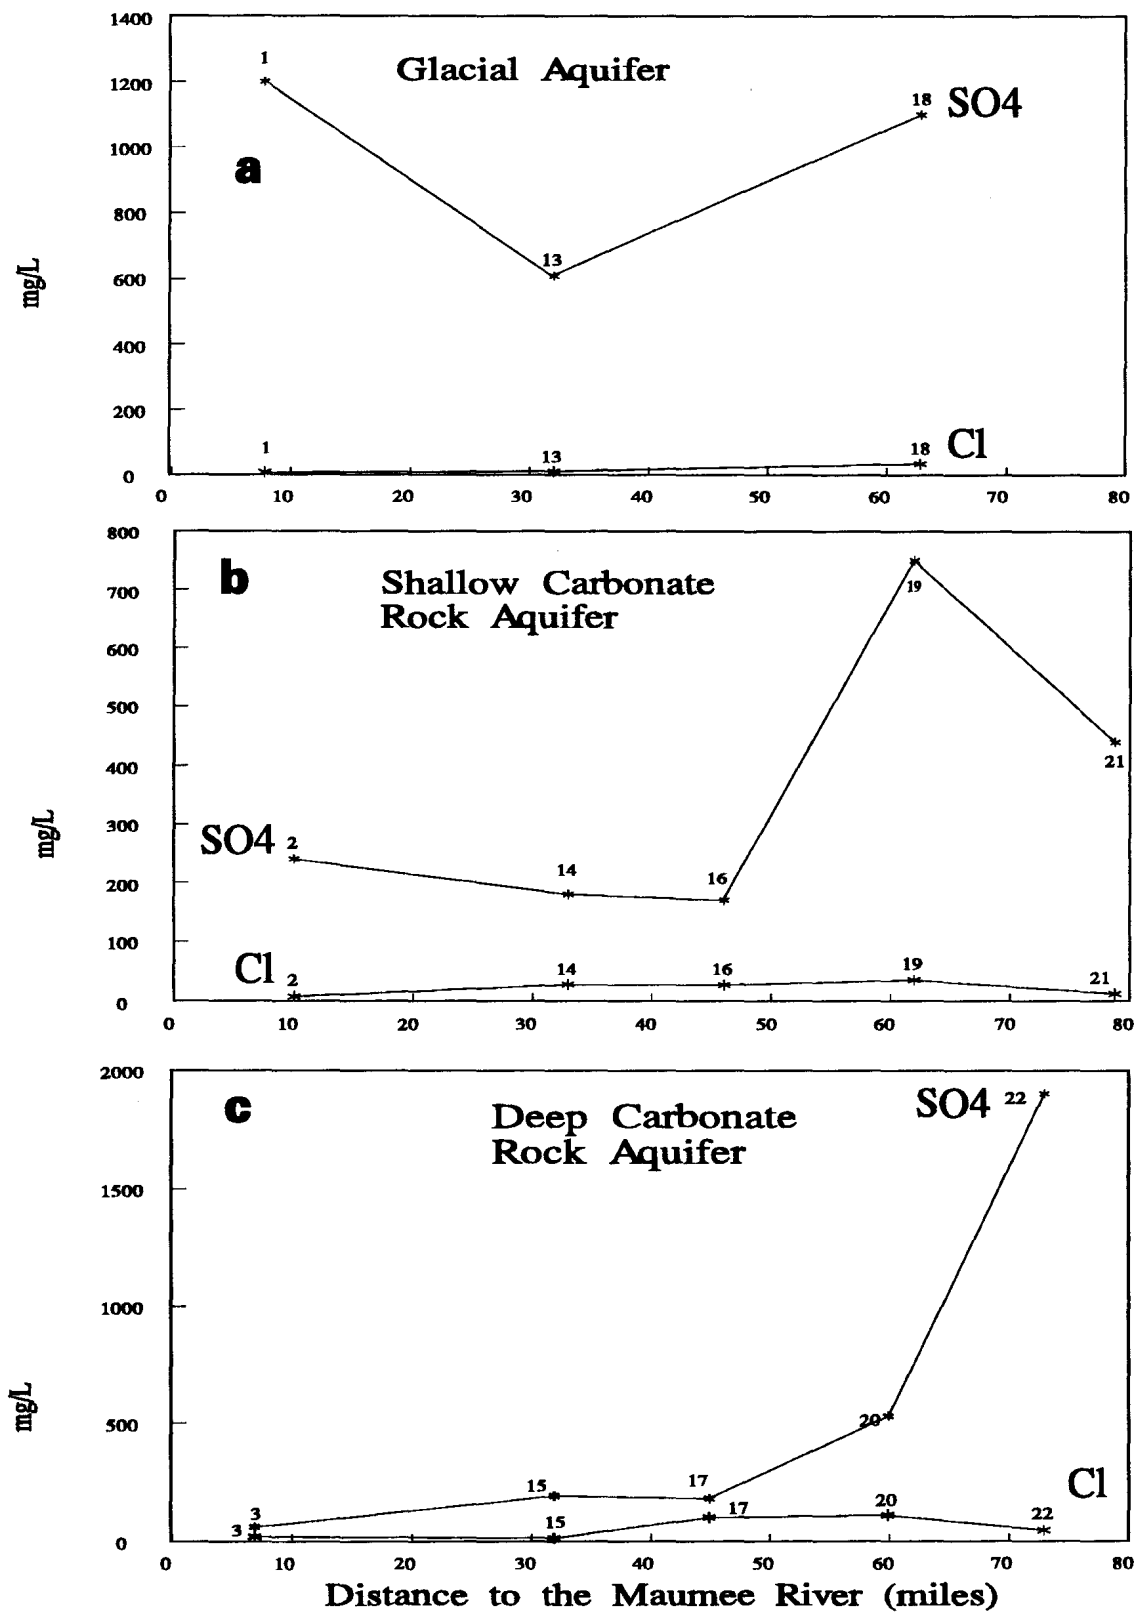 1400
1200
1000
800
600
400
200
0
mg/L
a
Glacial Aquifer
1
13
18
SO4
1
13
18
Cl
0 10 20 30 40 50 60 70 80
800
700
600
500
400
300
200
100
0
mg/L
b
Shallow Carbonate
Rock Aquifer
SO4
2
14
16
19
21
Cl
2
14
16
19
21
0 10 20 30 40 50 60 70 80
2000
1500
1000
500
0
mg/L
c
Deep Carbonate
Rock Aquifer
SO4
22
3
15
17
20
Cl
3
15
17
20
22
0 10 20 30 40 50 60 70 80
Distance to the Maumee River (miles)